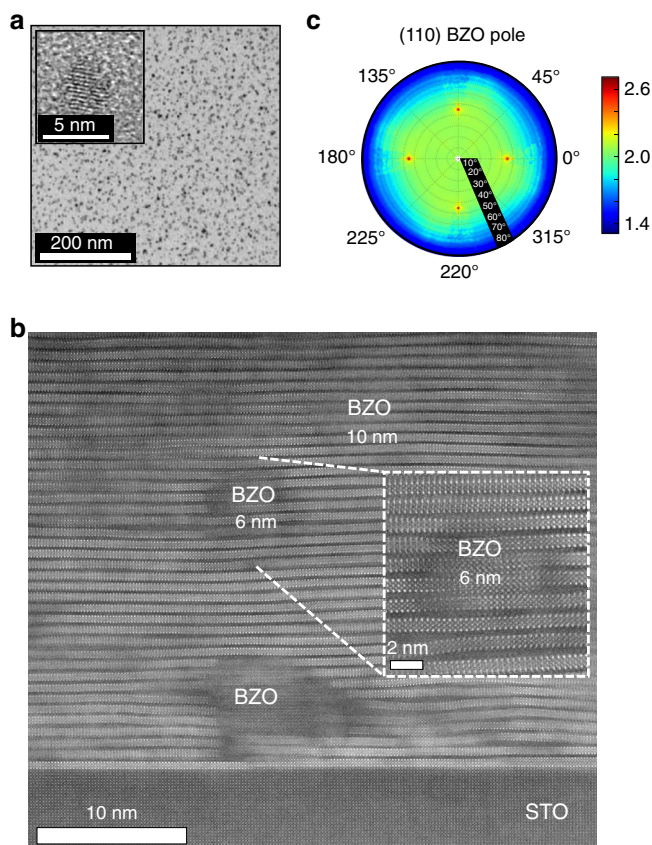 a
5 nm
200 nm
c
(110) BZO pole
135°
45°
180°
0°
225°
315°
220°
10°
20°
30°
40°
50°
60°
70°
80°
2.6
2.0
1.4
b
BZO
10 nm
BZO
6 nm
BZO
6 nm
2 nm
BZO
10 nm
STO